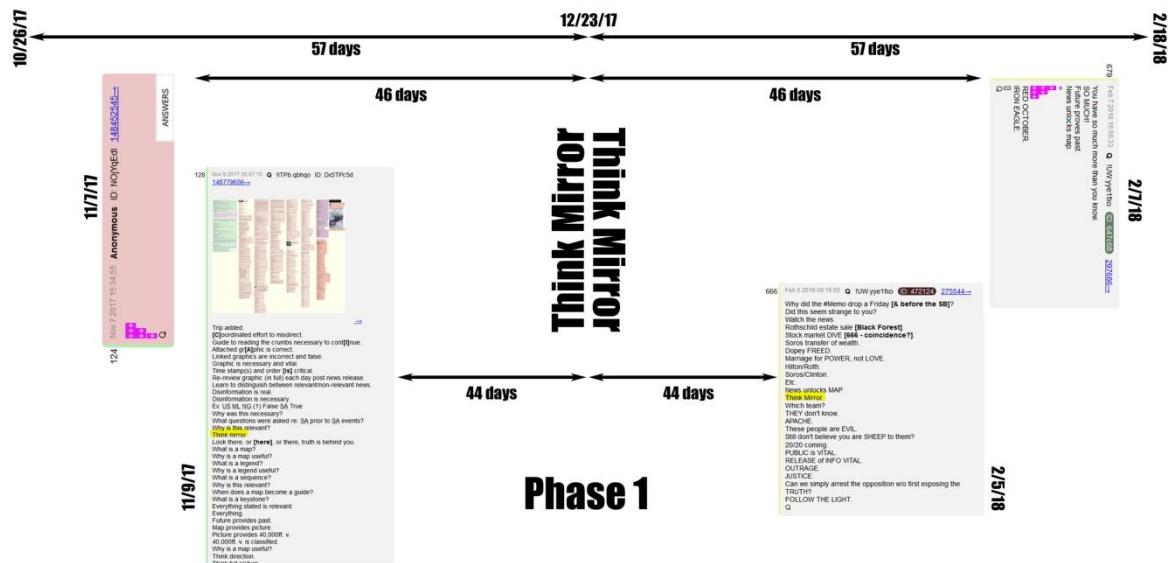 12/23/17
10/26/17
2/18/18
57 days
57 days
46 days
46 days
11/7/17
124 Nov 7 2017 15:34:55 Anonymous ID: NOjYqEdl 148452545→
ANSWERS
Q
128 Nov 9 2017 20:07:15 Q !ITPb.qbhqo ID: Dx5TPc5d
148779656→
Trip added.
[C]oordinated effort to misdirect.
Guide to reading the crumbs necessary to cont[I]nue.
Attached gr[A]phic is correct.
Linked graphics are incorrect and false.
Graphic is necessary and vital.
Time stamp(s) and order [is] critical.
Re-review graphic (in full) each day post news release.
Learn to distinguish between relevant/non-relevant news.
Disinformation is real.
Disinformation is necessary.
Ex: US ML NG (1) False SA True
Why was this necessary?
What questions were asked re: SA prior to SA events?
Why is this relevant?
Think mirror.
Look there, or [here], or there, truth is behind you.
What is a map?
Why is a map useful?
What is a legend?
Why is a legend useful?
What is a sequence?
Why is this relevant?
When does a map become a guide?
What is a keystone?
Everything stated is relevant.
Everything.
Future provides past.
Map provides picture.
Picture provides 40,000ft. v.
40,000ft. v. is classified.
Why is a map useful?
Think direction.
Think full picture.
11/9/17
Think Mirror
Think Mirror
44 days
44 days
Phase 1
666 Feb 5 2018 09:16:50 Q !UW.yye1fxo ID: 472124 275544→
Why did the #Memo drop a Friday [& before the SB]?
Did this seem strange to you?
Watch the news.
Rothschild estate sale [Black Forest].
Stock market DIVE [666 - coincidence?].
Soros transfer of wealth.
Dopey FREED.
Marriage for POWER, not LOVE.
Hilton/Roth.
Soros/Clinton.
Etc.
News unlocks MAP.
Think Mirror.
Which team?
THEY don't know.
APACHE.
These people are EVIL.
Still don't believe you are SHEEP to them?
20/20 coming.
PUBLIC is VITAL.
RELEASE of INFO VITAL.
OUTRAGE.
JUSTICE.
Can we simply arrest the opposition w/o first exposing the
TRUTH?
FOLLOW THE LIGHT.
Q
2/5/18
679 Feb 7 2018 15:55:33 Q !UW.yye1fxo ID: 647c68 297686→
You have so much more than you know.
SO MUCH!
Future proves past.
News unlocks map.
RED OCTOBER.
IRON EAGLE.
Q
2/7/18